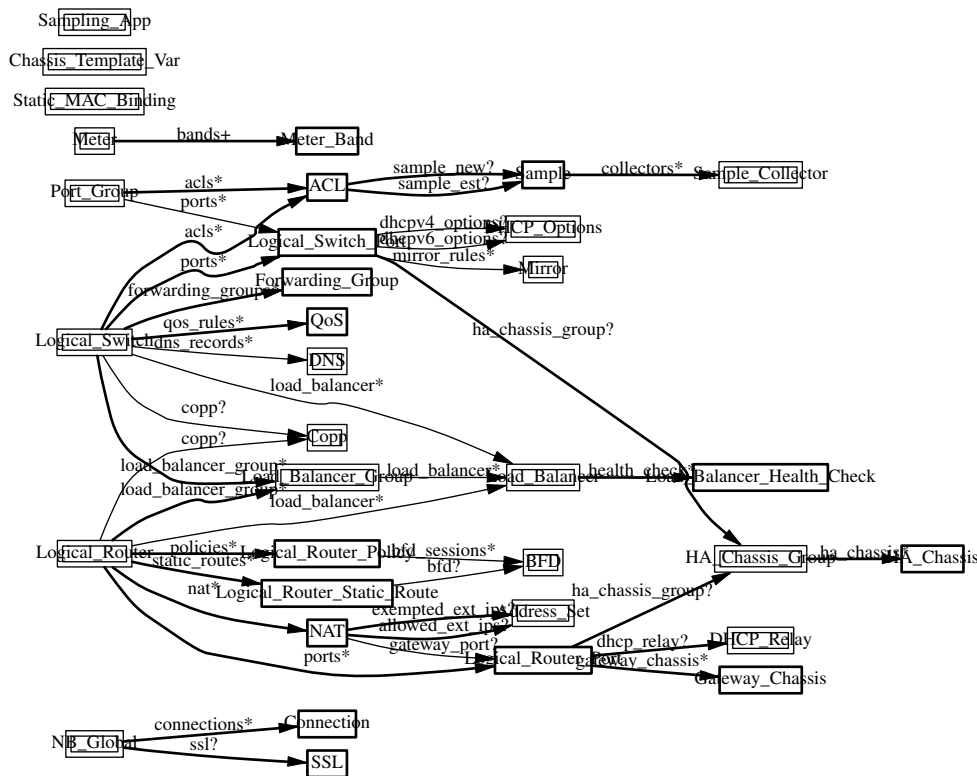 Sampling_App
Chassis_Template_Var
Static_MAC_Binding
Meter
bands+
Meter_Band
Port_Group
acls*
ACL
sample_new?
sample_est?
Sample
collectors*
Sample_Collector
ports*
acls*
ports*
Logical_Switch_Port
dhcpv4_options?
dhcpv6_options?
DHCP_Options
mirror_rules*
Mirror
forwarding_groups*
Forwarding_Group
ha_chassis_group?
Logical_Switch
qos_rules*
QoS
dns_records*
DNS
load_balancer*
copp?
Copp
copp?
load_balancer_group*
Load_Balancer_Group
load_balancer*
Load_Balancer
health_check*
Load_Balancer_Health_Check
load_balancer_group*
load_balancer*
Logical_Router
policies*
Logical_Router_Policy
bfd_sessions*
BFD
HA_Chassis_Group
ha_chassis*
HA_Chassis
static_routes*
bfd?
Logical_Router_Static_Route
nat*
NAT
exempted_ext_ips?
allowed_ext_ips?
Address_Set
ha_chassis_group?
gateway_port?
ports*
Logical_Router_Port
dhcp_relay?
DHCP_Relay
gateway_chassis*
Gateway_Chassis
NB_Global
connections*
Connection
ssl?
SSL